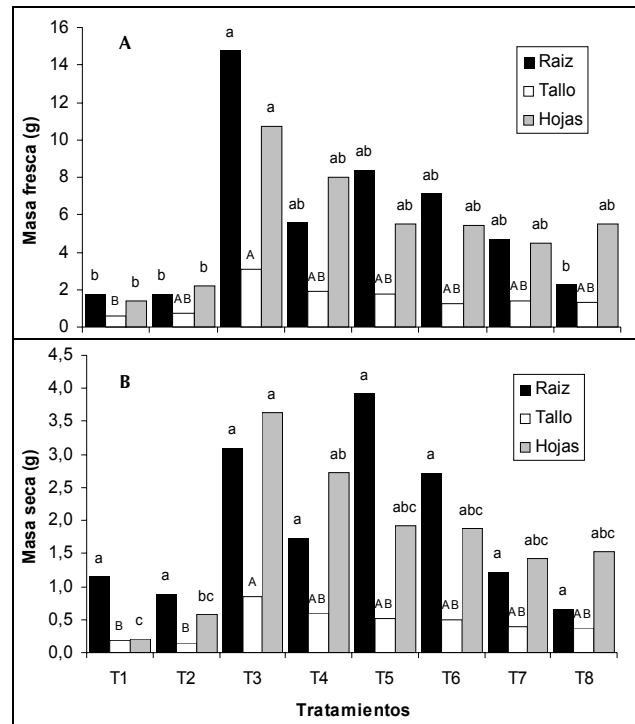 A
Masa fresca (g)
16
14
12
10
8
6
4
2
0
Raiz
Tallo
Hojas
b B b
b AB b
a A a
ab AB ab
ab AB ab
ab AB ab
ab AB ab
b AB ab
B
Masa seca (g)
4,5
4,0
3,5
3,0
2,5
2,0
1,5
1,0
0,5
0,0
Raiz
Tallo
Hojas
a B c
a B bc
a A a
a AB ab
a AB abc
a AB abc
a AB abc
a AB abc
T1 T2 T3 T4 T5 T6 T7 T8
Tratamientos